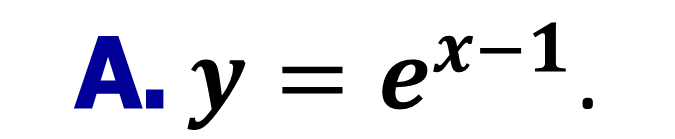 A. y = e^{x-1}.